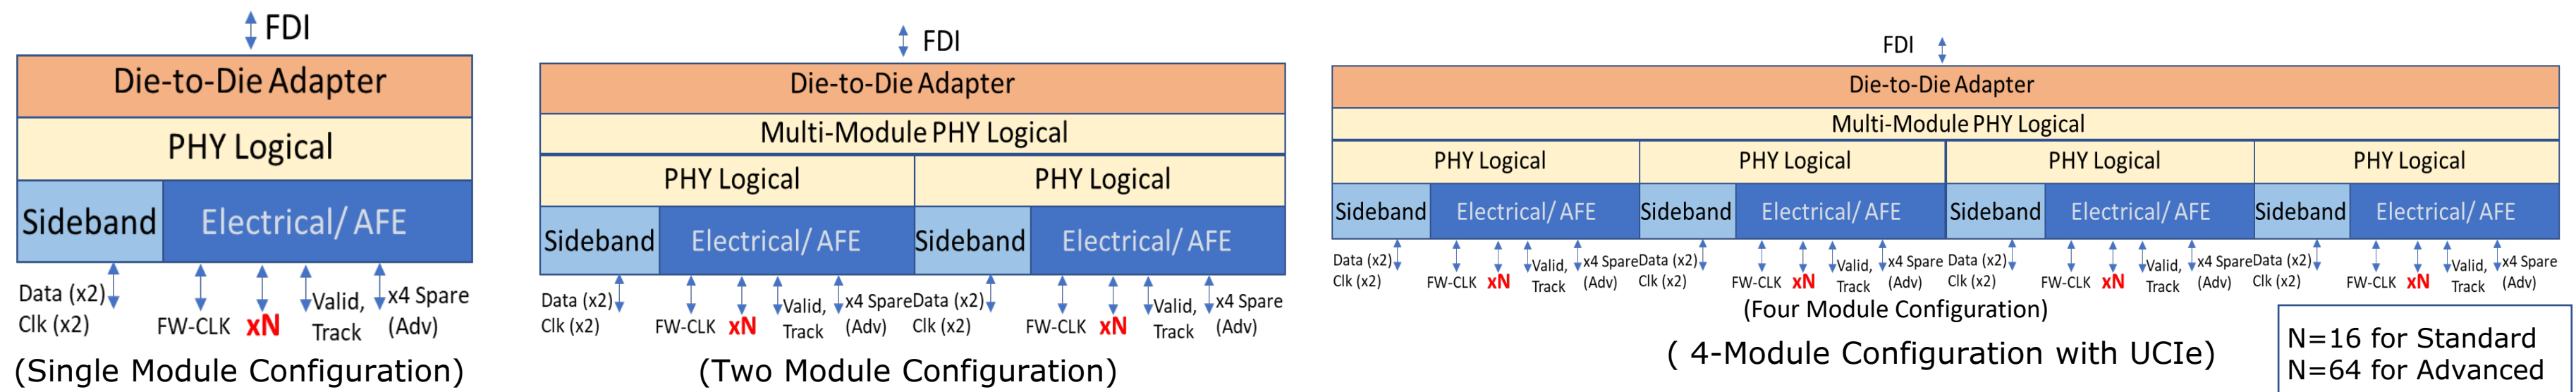 FDI
Die-to-Die Adapter
PHY Logical
Sideband Electrical/ AFE
Data (x2)
Clk (x2)
FW-CLK
xN
Valid,
Track
x4 Spare
(Adv)
(Single Module Configuration)
FDI
Die-to-Die Adapter
Multi-Module PHY Logical
PHY Logical PHY Logical
Sideband Electrical/ AFE Sideband Electrical/ AFE
Data (x2)
Clk (x2)
FW-CLK
xN
Valid,
Track
x4 Spare
(Adv)
Data (x2)
Clk (x2)
FW-CLK
xN
Valid,
Track
x4 Spare
(Adv)
(Two Module Configuration)
FDI
Die-to-Die Adapter
Multi-Module PHY Logical
PHY Logical PHY Logical PHY Logical PHY Logical
Sideband Electrical/ AFE Sideband Electrical/ AFE Sideband Electrical/ AFE Sideband Electrical/ AFE
Data (x2)
Clk (x2)
FW-CLK
xN
Valid,
Track
x4 Spare
(Adv)
Data (x2)
Clk (x2)
FW-CLK
xN
Valid,
Track
x4 Spare
(Adv)
Data (x2)
Clk (x2)
FW-CLK
xN
Valid,
Track
x4 Spare
(Adv)
Data (x2)
Clk (x2)
FW-CLK
xN
Valid,
Track
x4 Spare
(Adv)
(Four Module Configuration)
( 4-Module Configuration with UCIe)
N=16 for Standard
N=64 for Advanced